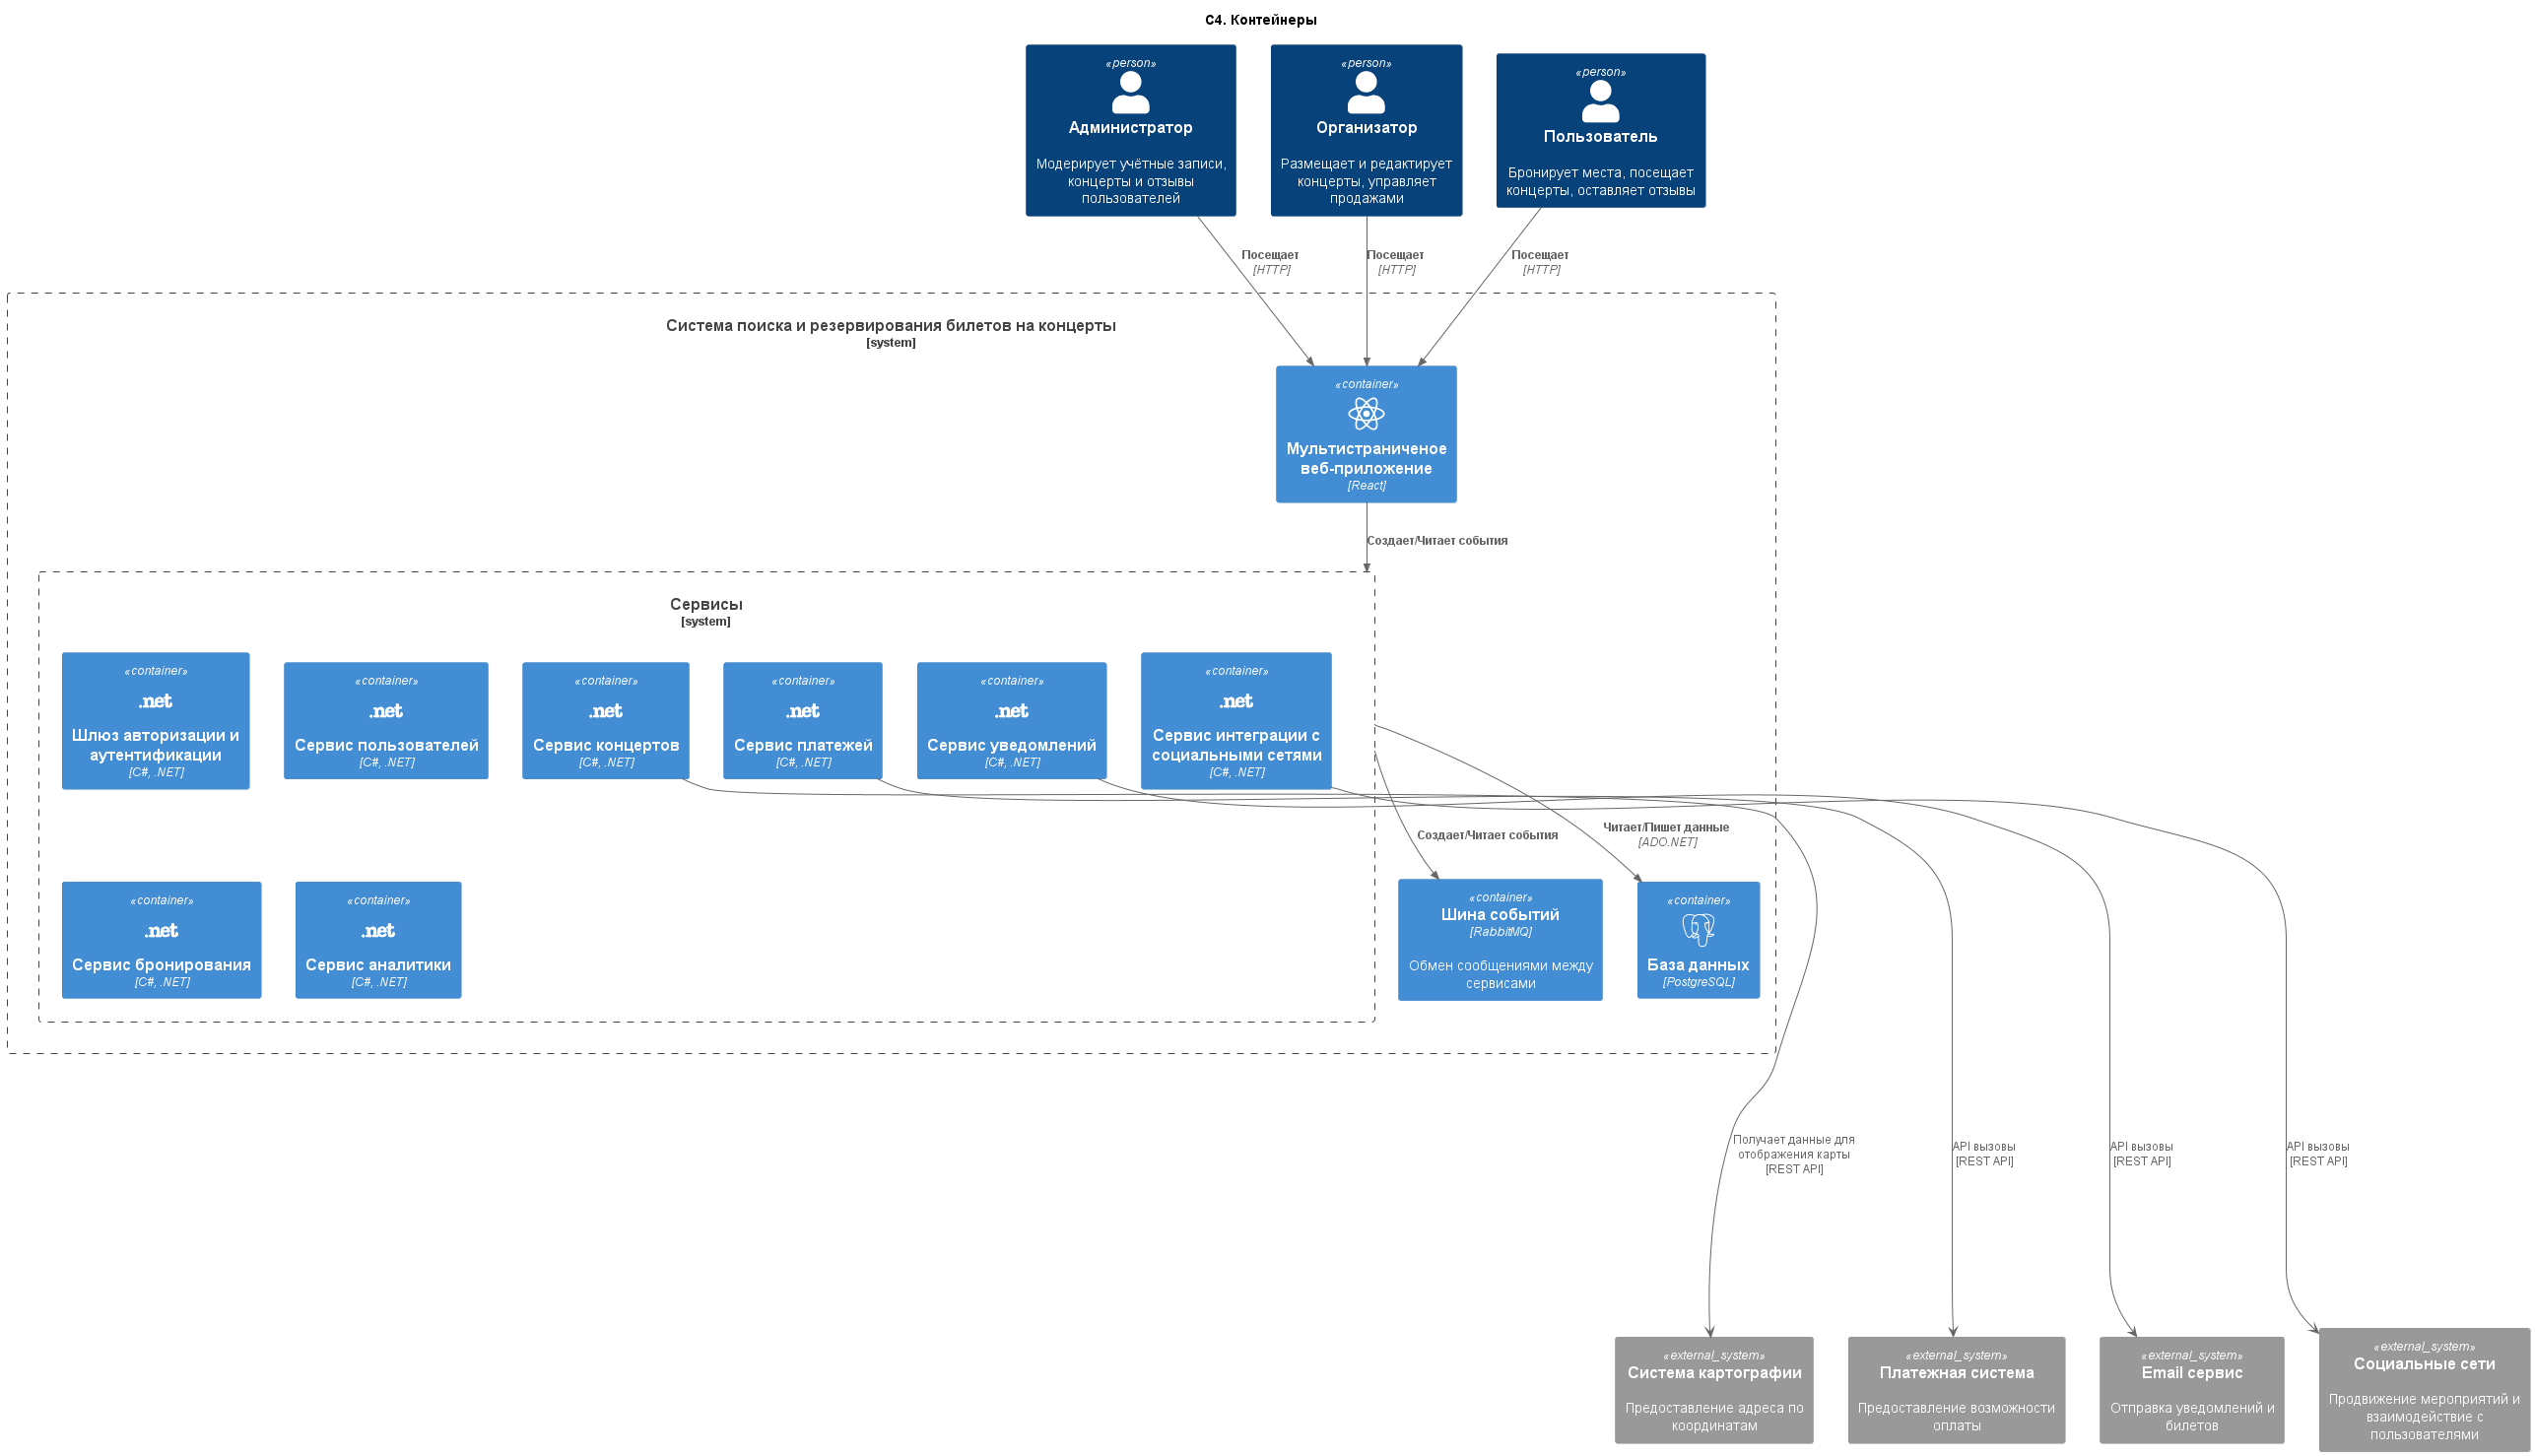 С4. Контейнеры
«person»
Администратор
Модерирует учётные записи,
концерты и отзывы
пользователей
«person»
Организатор
Размещает и редактирует
концерты, управляет
продажами
«person»
Пользователь
Бронирует места, посещает
концерты, оставляет отзывы
Посещает
[HTTP]
Посещает
[HTTP]
Посещает
[HTTP]
Система поиска и резервирования билетов на концерты
[system]
«container»
Мультистраниченое
веб-приложение
[React]
Создает/Читает события
Сервисы
[system]
«container»
.net
Шлюз авторизации и
аутентификации
[C#, .NET]
«container»
.net
Сервис пользователей
[C#, .NET]
«container»
.net
Сервис концертов
[C#, .NET]
«container»
.net
Сервис платежей
[C#, .NET]
«container»
.net
Сервис уведомлений
[C#, .NET]
«container»
.net
Сервис интеграции с
социальными сетями
[C#, .NET]
Создает/Читает события
Читает/Пишет данные
[ADO.NET]
«container»
.net
Сервис бронирования
[C#, .NET]
«container»
.net
Сервис аналитики
[C#, .NET]
«container»
Шина событий
[RabbitMQ]
Обмен сообщениями между
сервисами
«container»
База данных
[PostgreSQL]
Получает данные для
отображения карты
[REST API]
API вызовы
[REST API]
API вызовы
[REST API]
API вызовы
[REST API]
«external_system»
Система картографии
Предоставление адреса по
координатам
«external_system»
Платежная система
Предоставление возможности
оплаты
«external_system»
Email сервис
Отправка уведомлений и
билетов
«external_system»
Социальные сети
Продвижение мероприятий и
взаимодействие с
пользователями